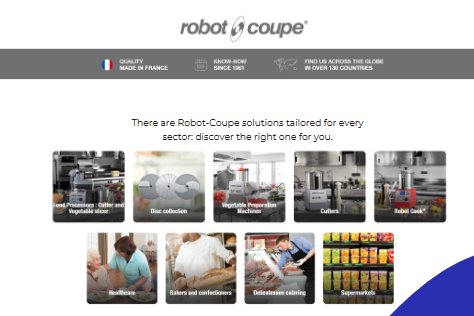 robot coupe®
QUALITY
MADE IN FRANCE
KNOW-HOW
SINCE 1961
FIND US ACROSS THE GLOBE
IN OVER 130 COUNTRIES
There are Robot-Coupe solutions tailored for every
sector: discover the right one for you.
Food Processors : Cutter and
Vegetable slicer
Disc collection
Vegetable Preparation
Machines
Cutters
Robot Cook®
Healthcare
Bakers and confectioners
Delicatessen catering
Supermarkets